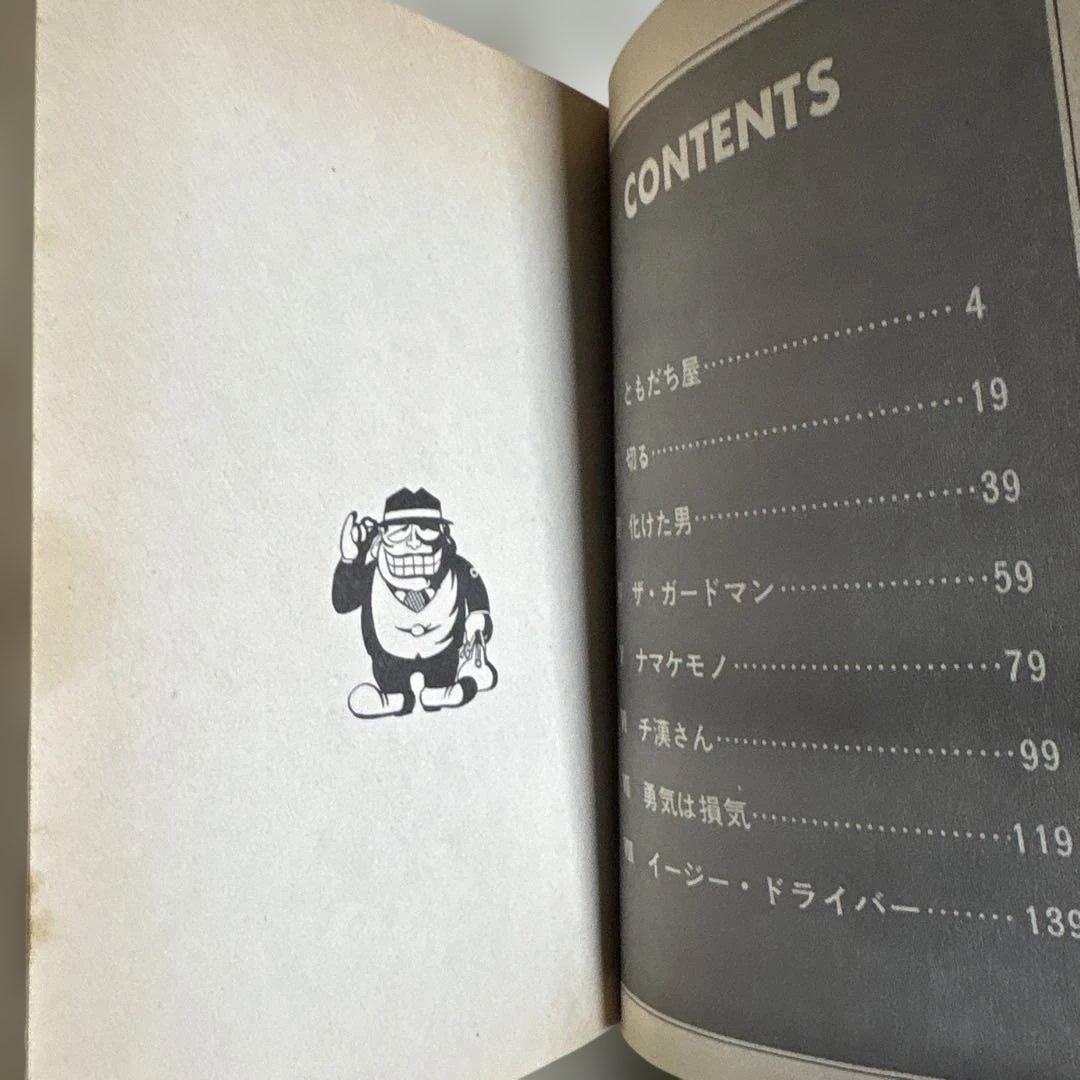 CONTENTS
ともだち屋‥‥‥‥‥‥‥‥‥4
切る‥‥‥‥‥‥‥‥‥‥‥19
化けた男‥‥‥‥‥‥‥‥‥39
ザ・ガードマン‥‥‥‥‥‥59
ナマケモノ‥‥‥‥‥‥‥‥79
チ漢さん‥‥‥‥‥‥‥‥‥99
勇気は損気‥‥‥‥‥‥‥‥119
イージー・ドライバー‥‥‥139